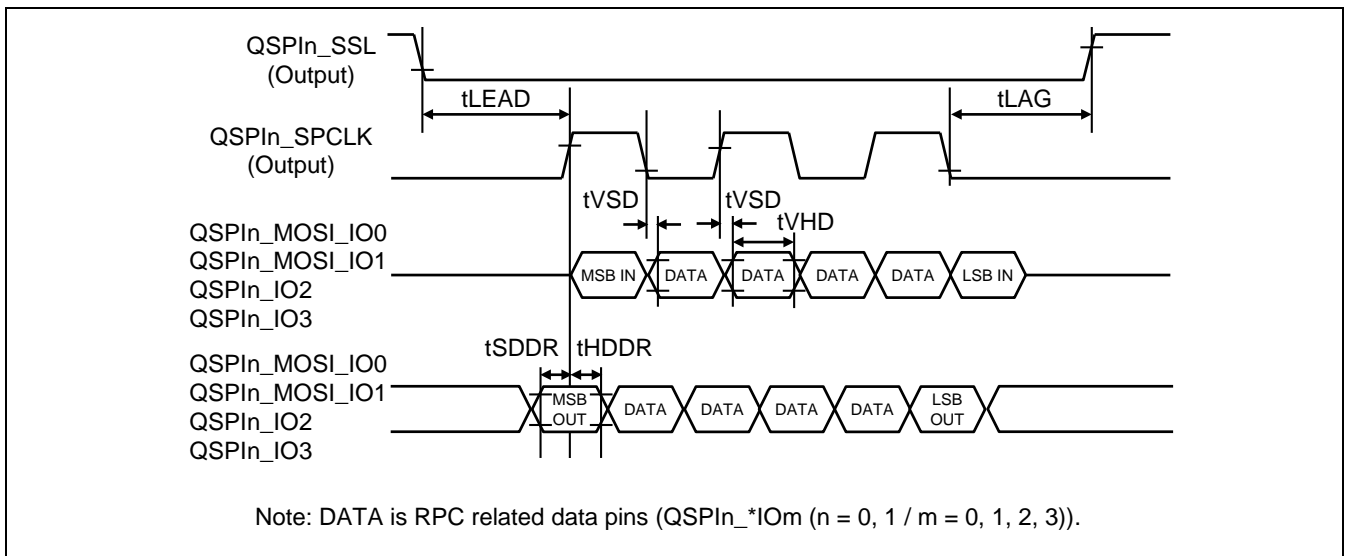 QSPIn_SSL
(Output)
tLEAD
tLAG
QSPIn_SPCLK
(Output)
tVSD
tVSD
tVHD
QSPIn_MOSI_IO0
QSPIn_MOSI_IO1
QSPIn_IO2
QSPIn_IO3
MSB IN
DATA
DATA
DATA
DATA
LSB IN
tSDDR
tHDDR
QSPIn_MOSI_IO0
QSPIn_MOSI_IO1
QSPIn_IO2
QSPIn_IO3
MSB
OUT
DATA
DATA
DATA
DATA
LSB
OUT
Note: DATA is RPC related data pins (QSPIn_*IOm (n = 0, 1 / m = 0, 1, 2, 3)).